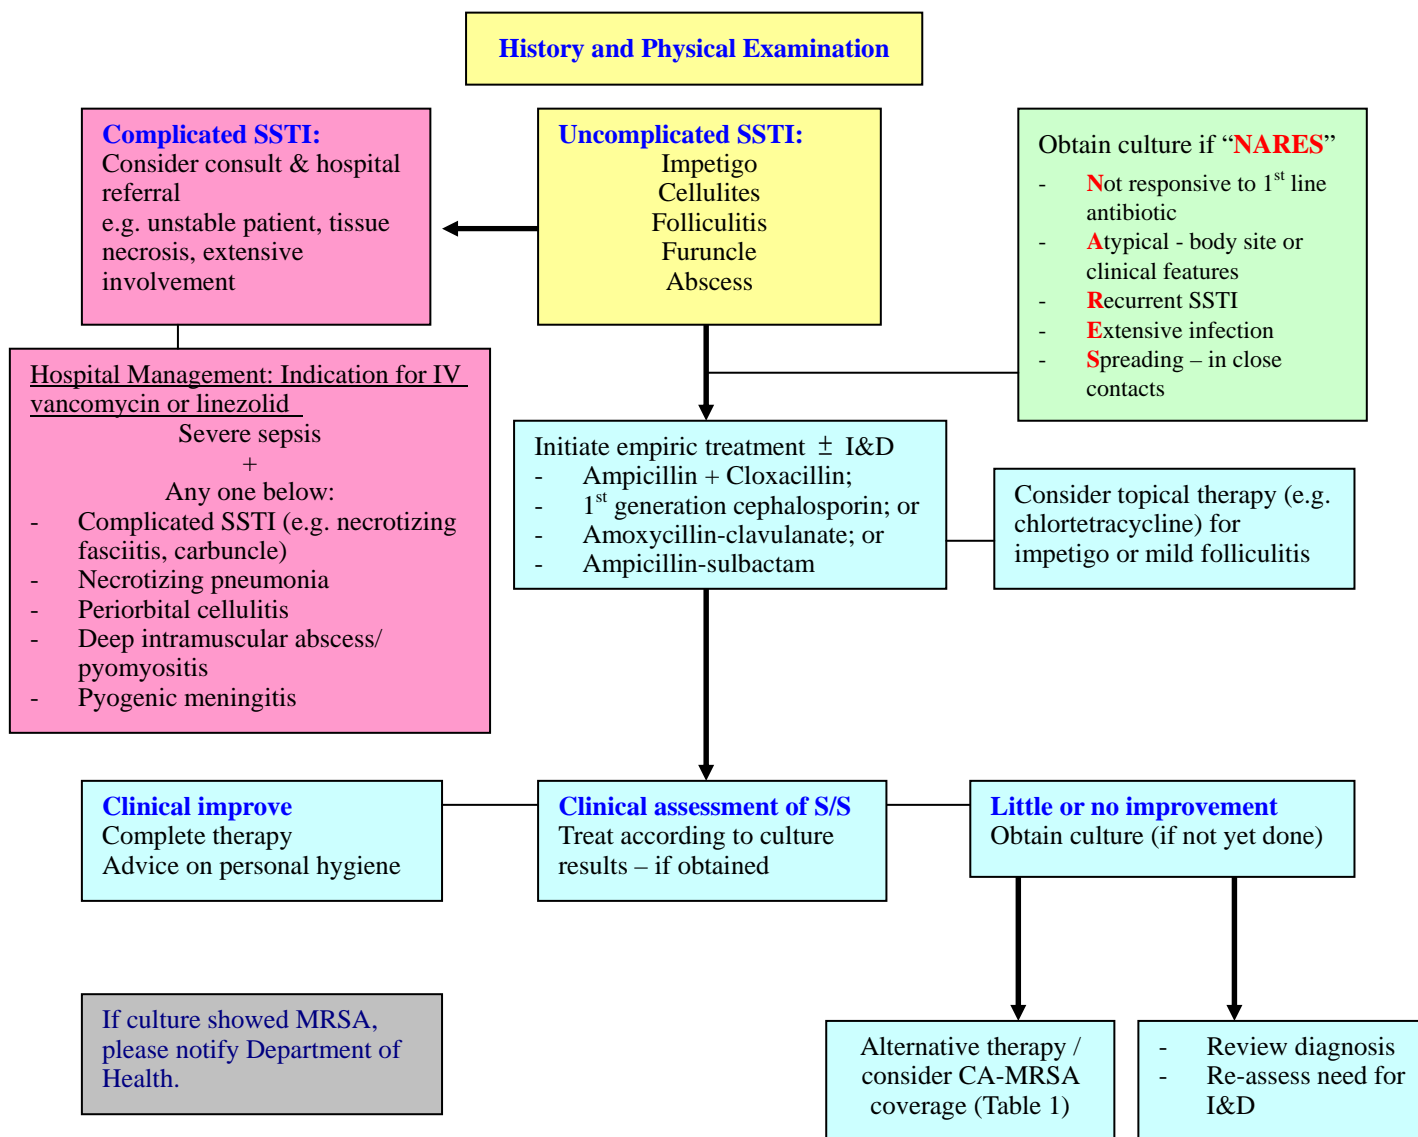 History and Physical Examination
Complicated SSTI:
Consider consult & hospital
referral
e.g. unstable patient, tissue
necrosis, extensive
involvement
Uncomplicated SSTI:
Impetigo
Cellulites
Folliculitis
Furuncle
Abscess
Obtain culture if “NARES”
- Not responsive to 1st line
antibiotic
- Atypical - body site or
clinical features
- Recurrent SSTI
- Extensive infection
- Spreading – in close
contacts
Hospital Management: Indication for IV
vancomycin or linezolid
Severe sepsis
+
Any one below:
- Complicated SSTI (e.g. necrotizing
fasciitis, carbuncle)
- Necrotizing pneumonia
- Periorbital cellulitis
- Deep intramuscular abscess/
pyomyositis
- Pyogenic meningitis
Initiate empiric treatment ± I&D
- Ampicillin + Cloxacillin;
- 1st generation cephalosporin; or
- Amoxycillin-clavulanate; or
- Ampicillin-sulbactam
Consider topical therapy (e.g.
chlortetracycline) for
impetigo or mild folliculitis
Clinical improve
Complete therapy
Advice on personal hygiene
Clinical assessment of S/S
Treat according to culture
results – if obtained
Little or no improvement
Obtain culture (if not yet done)
If culture showed MRSA,
please notify Department of
Health.
Alternative therapy /
consider CA-MRSA
coverage (Table 1)
- Review diagnosis
- Re-assess need for
I&D